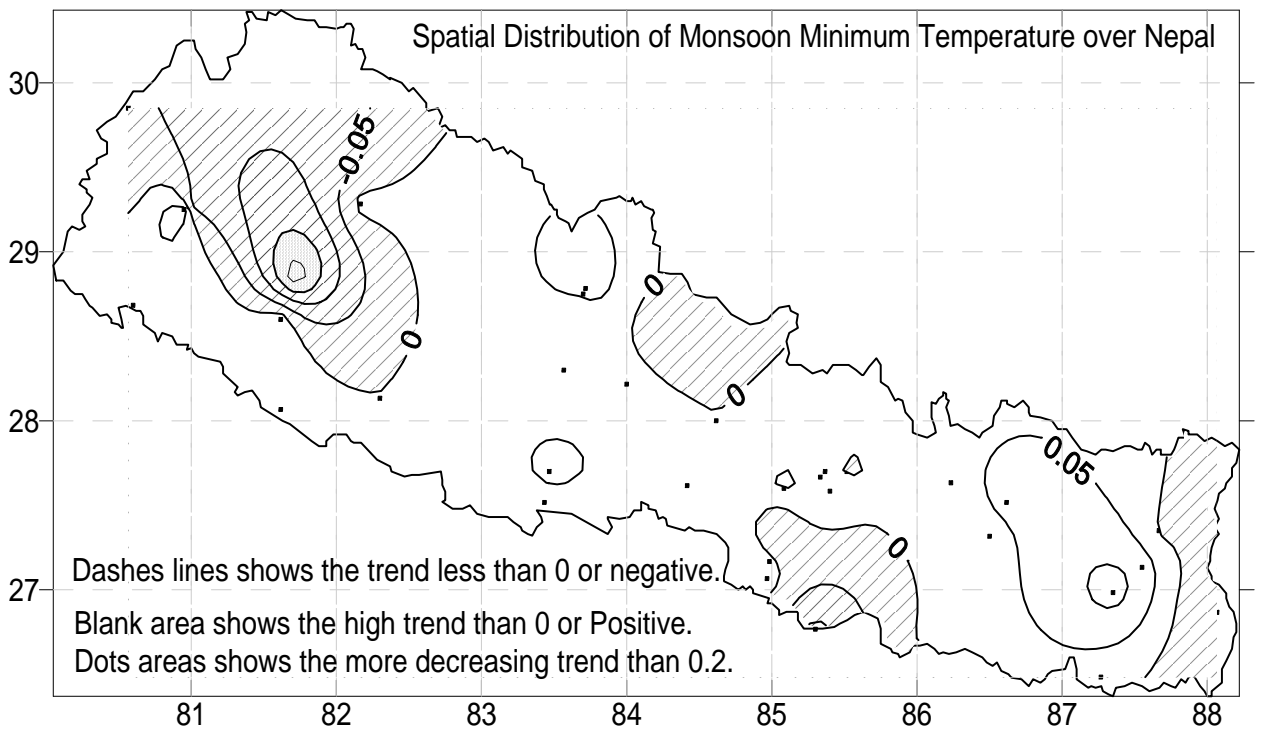 Spatial Distribution of Monsoon Minimum Temperature over Nepal
30
-0.05
29
0
0
0
28
0.05
0
27
Dashes lines shows the trend less than 0 or negative.
Blank area shows the high trend than 0 or Positive.
Dots areas shows the more decreasing trend than 0.2.
81 82 83 84 85 86 87 88